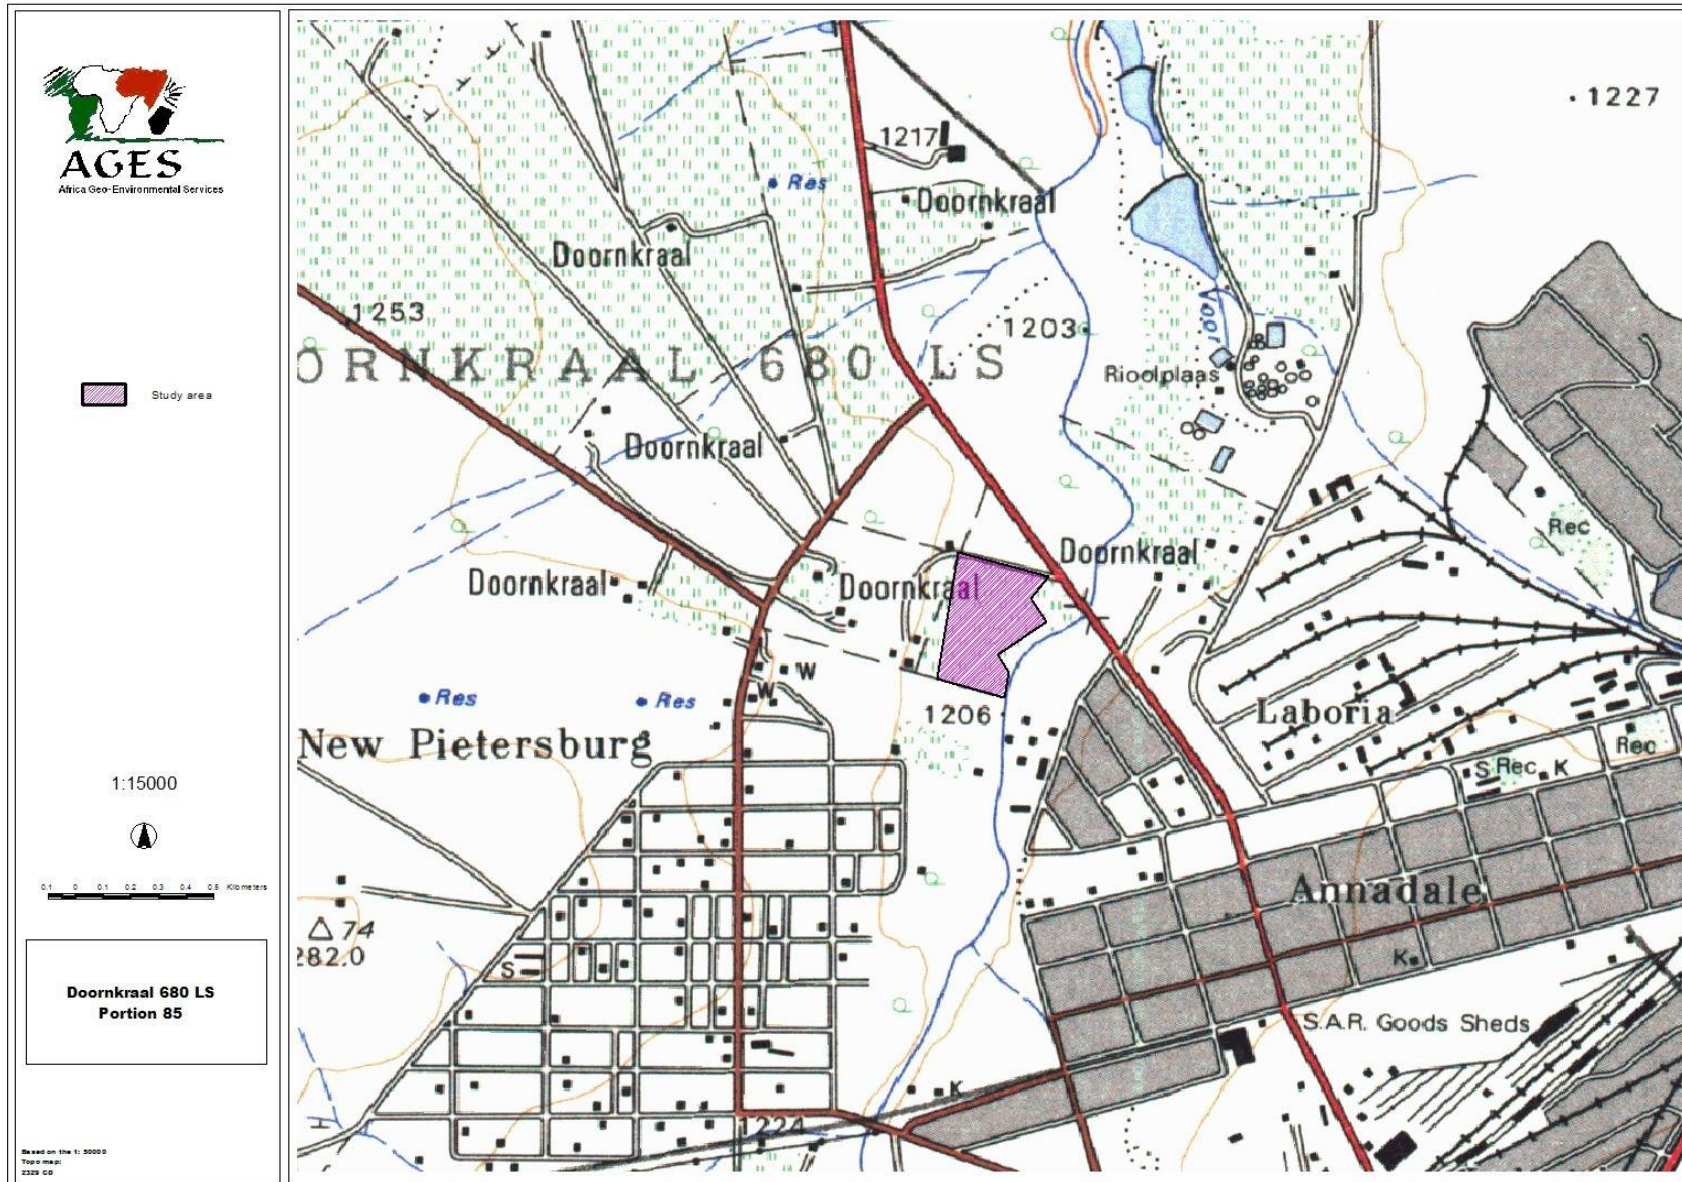 AGES
Africa Geo-Environmental Services
Study area
1:15000
0.1 0 0.1 0.2 0.3 0.4 0.5 Kilometers
Doornkraal 680 LS
Portion 85
Based on the 1: 50000
Topo map:
2329 CD
1227
1217
Res
Doornkraal
Doornkraal
1253
1203
Voor
ORNKRAAL 680 LS
Rioolplaas
Doornkraal
Rec
Doornkraal
Doornkraal
Doornkraal
W
W
Res
Res
1206
Laboria
New Pietersburg
Rec
S Rec K
Annadale
74
282.0
S
K
S.A.R. Goods Sheds
K
H
1224